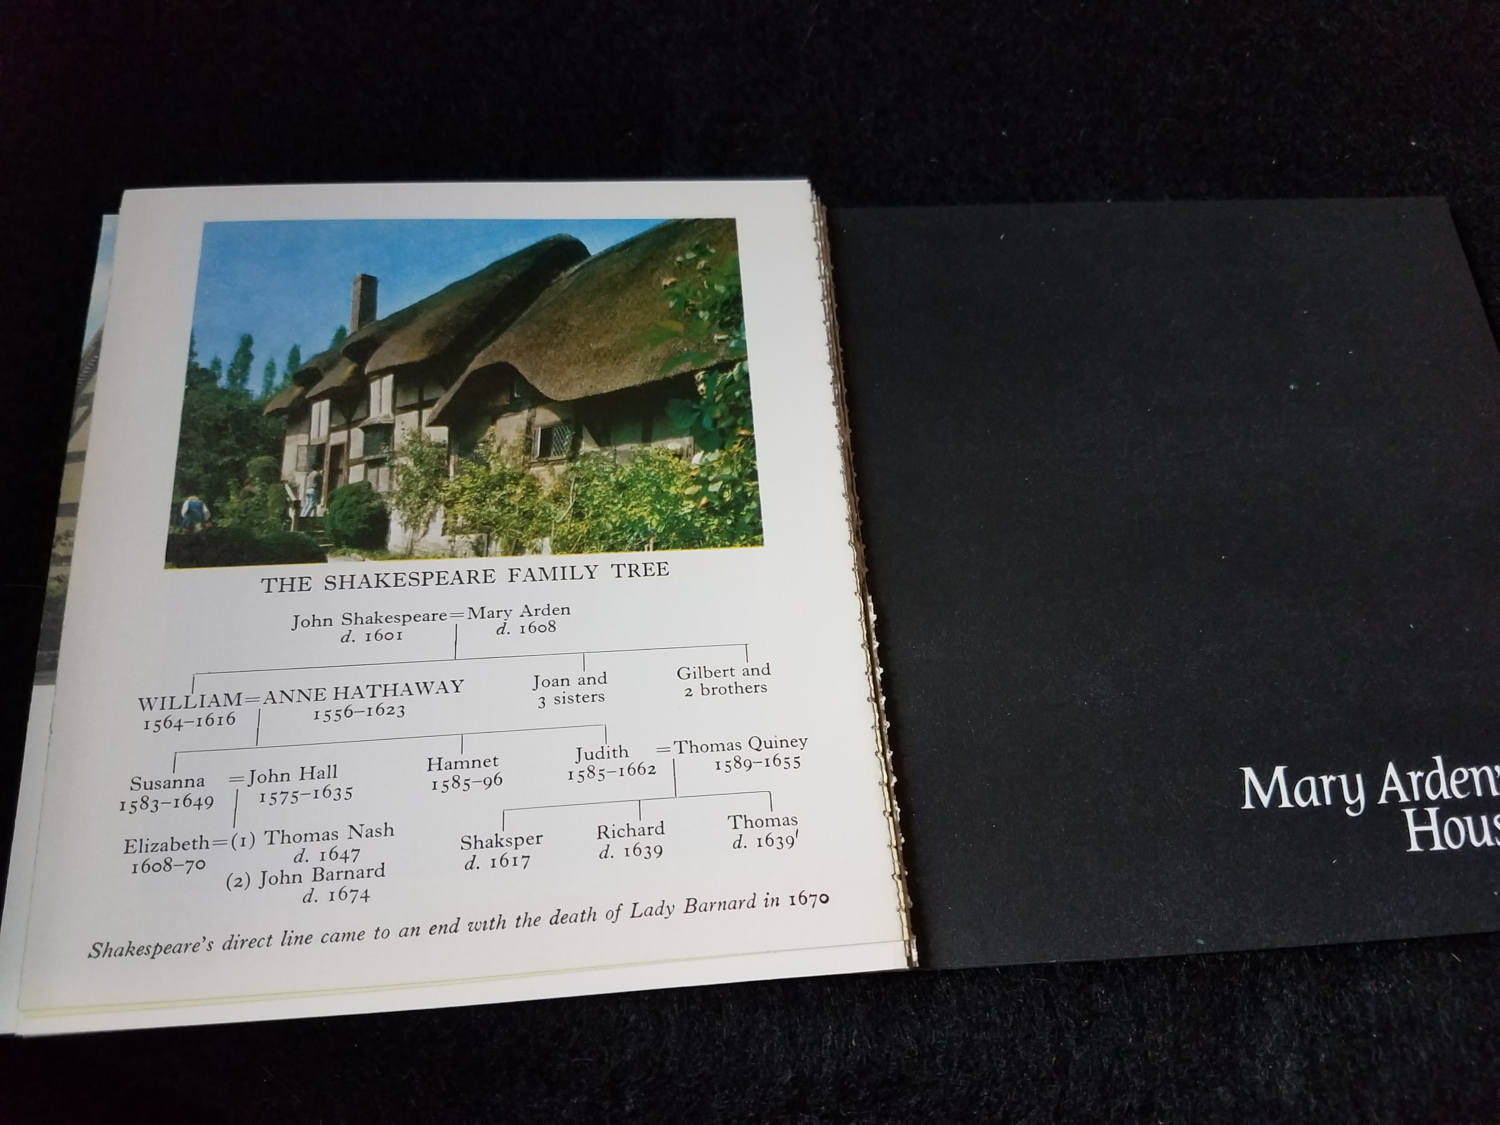 THE SHAKESPEARE FAMILY TREE
John Shakespeare=Mary Arden
d. 1601 d. 1608
WILLIAM=ANNE HATHAWAY Joan and Gilbert and
1564–1616 1556–1623 3 sisters 2 brothers
Susanna =John Hall Hamnet Judith =Thomas Quiney
1583–1649 1575–1635 1585–96 1585–1662 1589–1655
Elizabeth=(1) Thomas Nash Shaksper Richard Thomas
1608–70 d. 1647 d. 1617 d. 1639 d. 1639'
(2) John Barnard
d. 1674
Shakespeare's direct line came to an end with the death of Lady Barnard in 1670
Mary Arden'
Hous